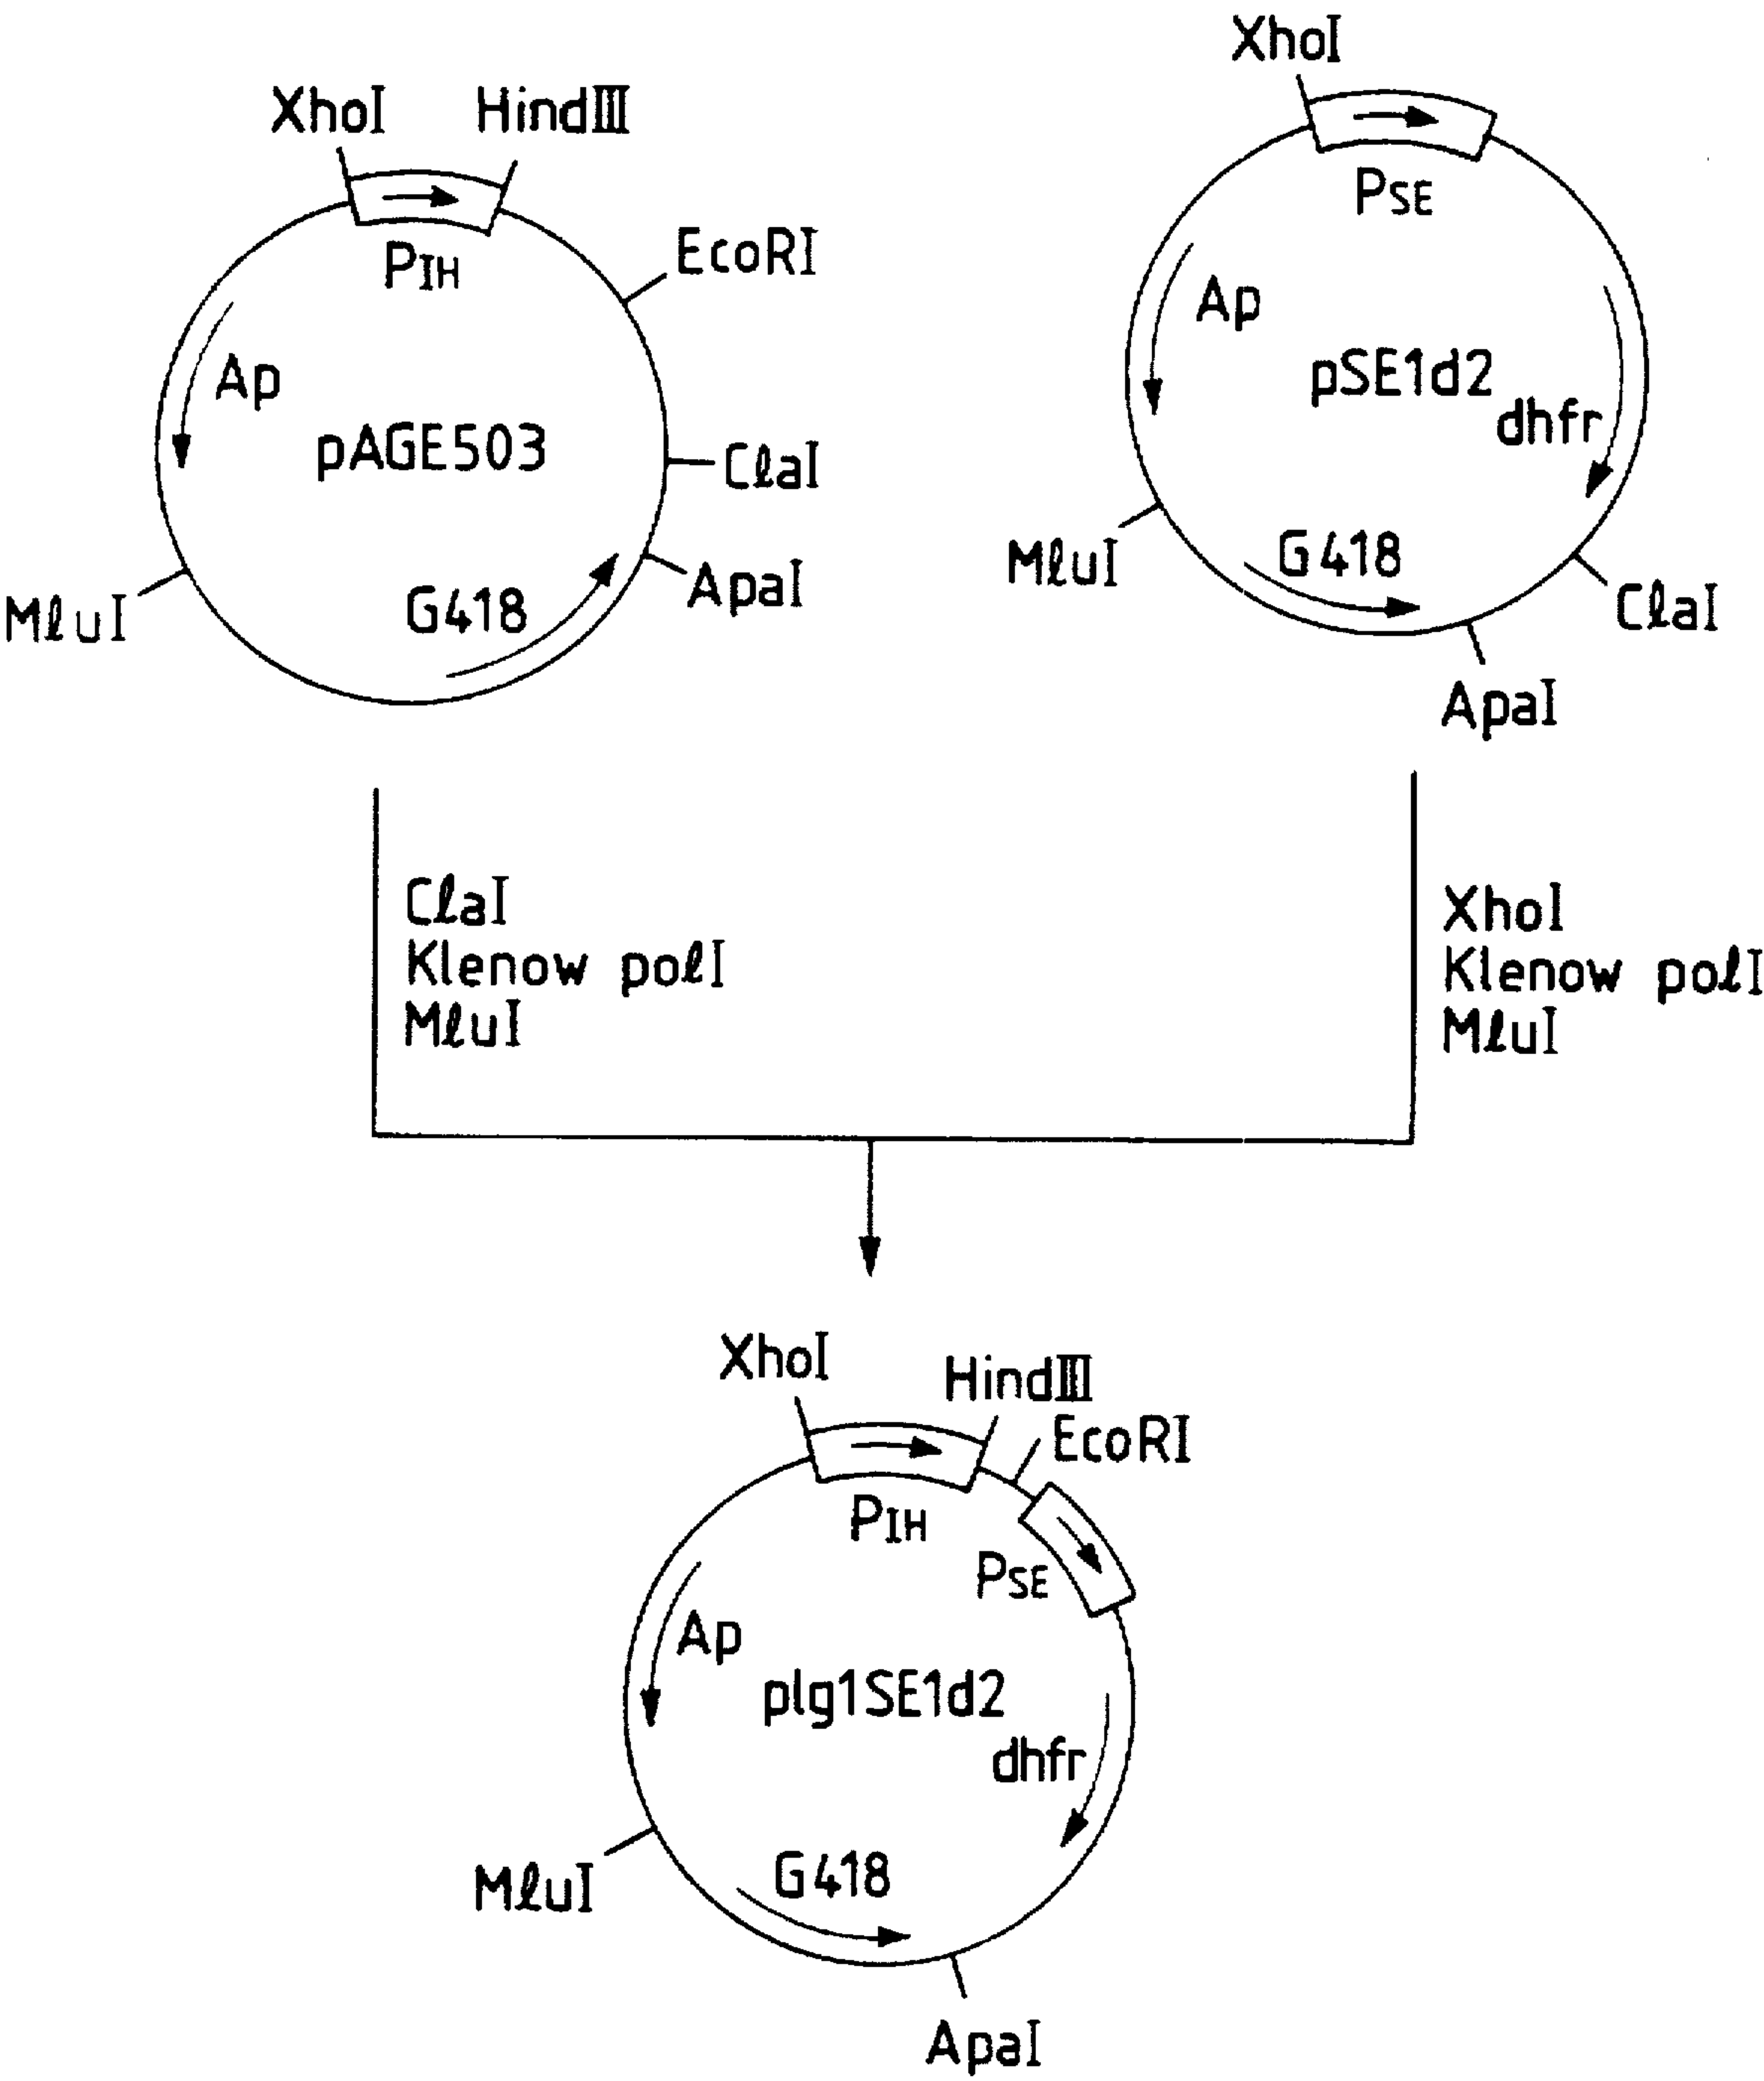 XhoI
HindIII
PIH
EcoRI
Ap
pAGE503
ClaI
ApaI
G418
MluI
XhoI
PSE
Ap
pSE1d2
dhfr
MluI
G418
ClaI
ApaI
ClaI
Klenow polI
MluI
XhoI
Klenow polI
MluI
XhoI
HindIII
EcoRI
PIH
PSE
Ap
pIg1SE1d2
dhfr
MluI
G418
ApaI